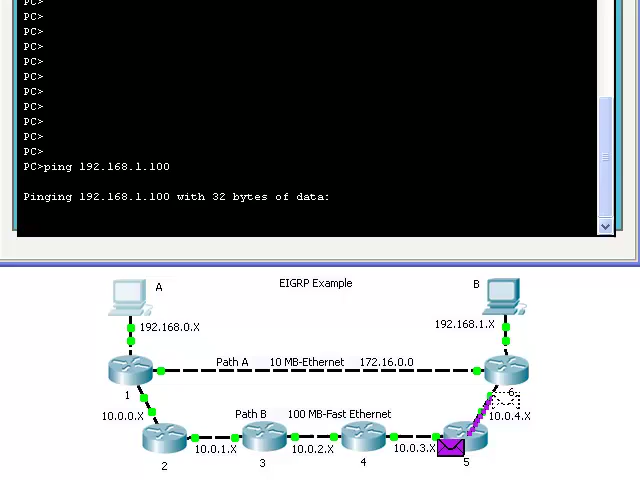 PC>
PC>
PC>
PC>
PC>
PC>
PC>
PC>
PC>
PC>
PC>
PC>ping 192.168.1.100
Pinging 192.168.1.100 with 32 bytes of data:
A
EIGRP Example
B
192.168.0.X
192.168.1.X
Path A 10 MB-Ethernet 172.16.0.0
1
6
10.0.0.X
Path B 100 MB-Fast Ethernet
10.0.4.X
10.0.1.X
10.0.2.X
10.0.3.X
2
3
4
5